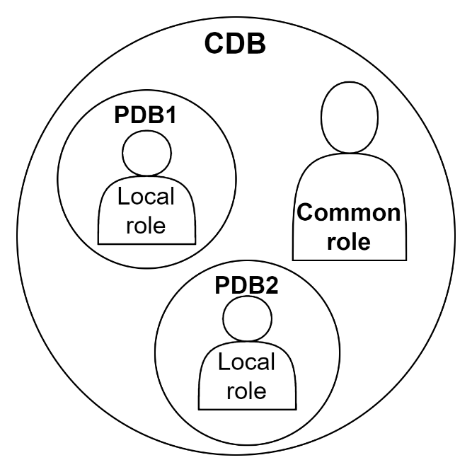 CDB
PDB1
Local
role
Common
role
PDB2
Local
role